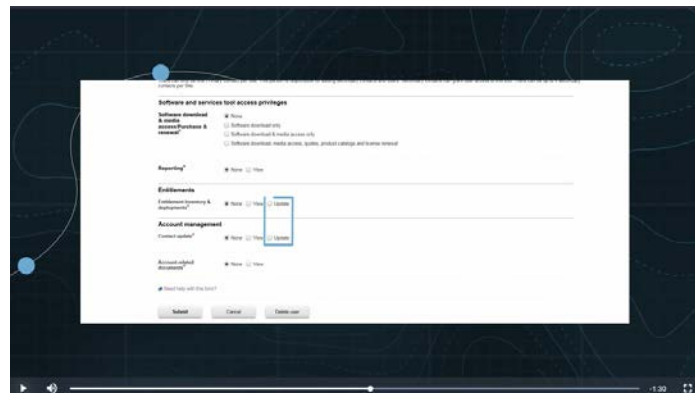 contacts per site.
Software and services tool access privileges
Software download & media access/Purchase & renewal*
None
Software download only
Software download & media access only
Software download, media access, quotes, product catalogs and license renewal
Reporting*
None View
Entitlements
Entitlement inventory & deployments*
None View Update
Account management
Contact update*
None View Update
Account-related documents*
None View
Need help with this form?
Submit Cancel Delete user
-1:30